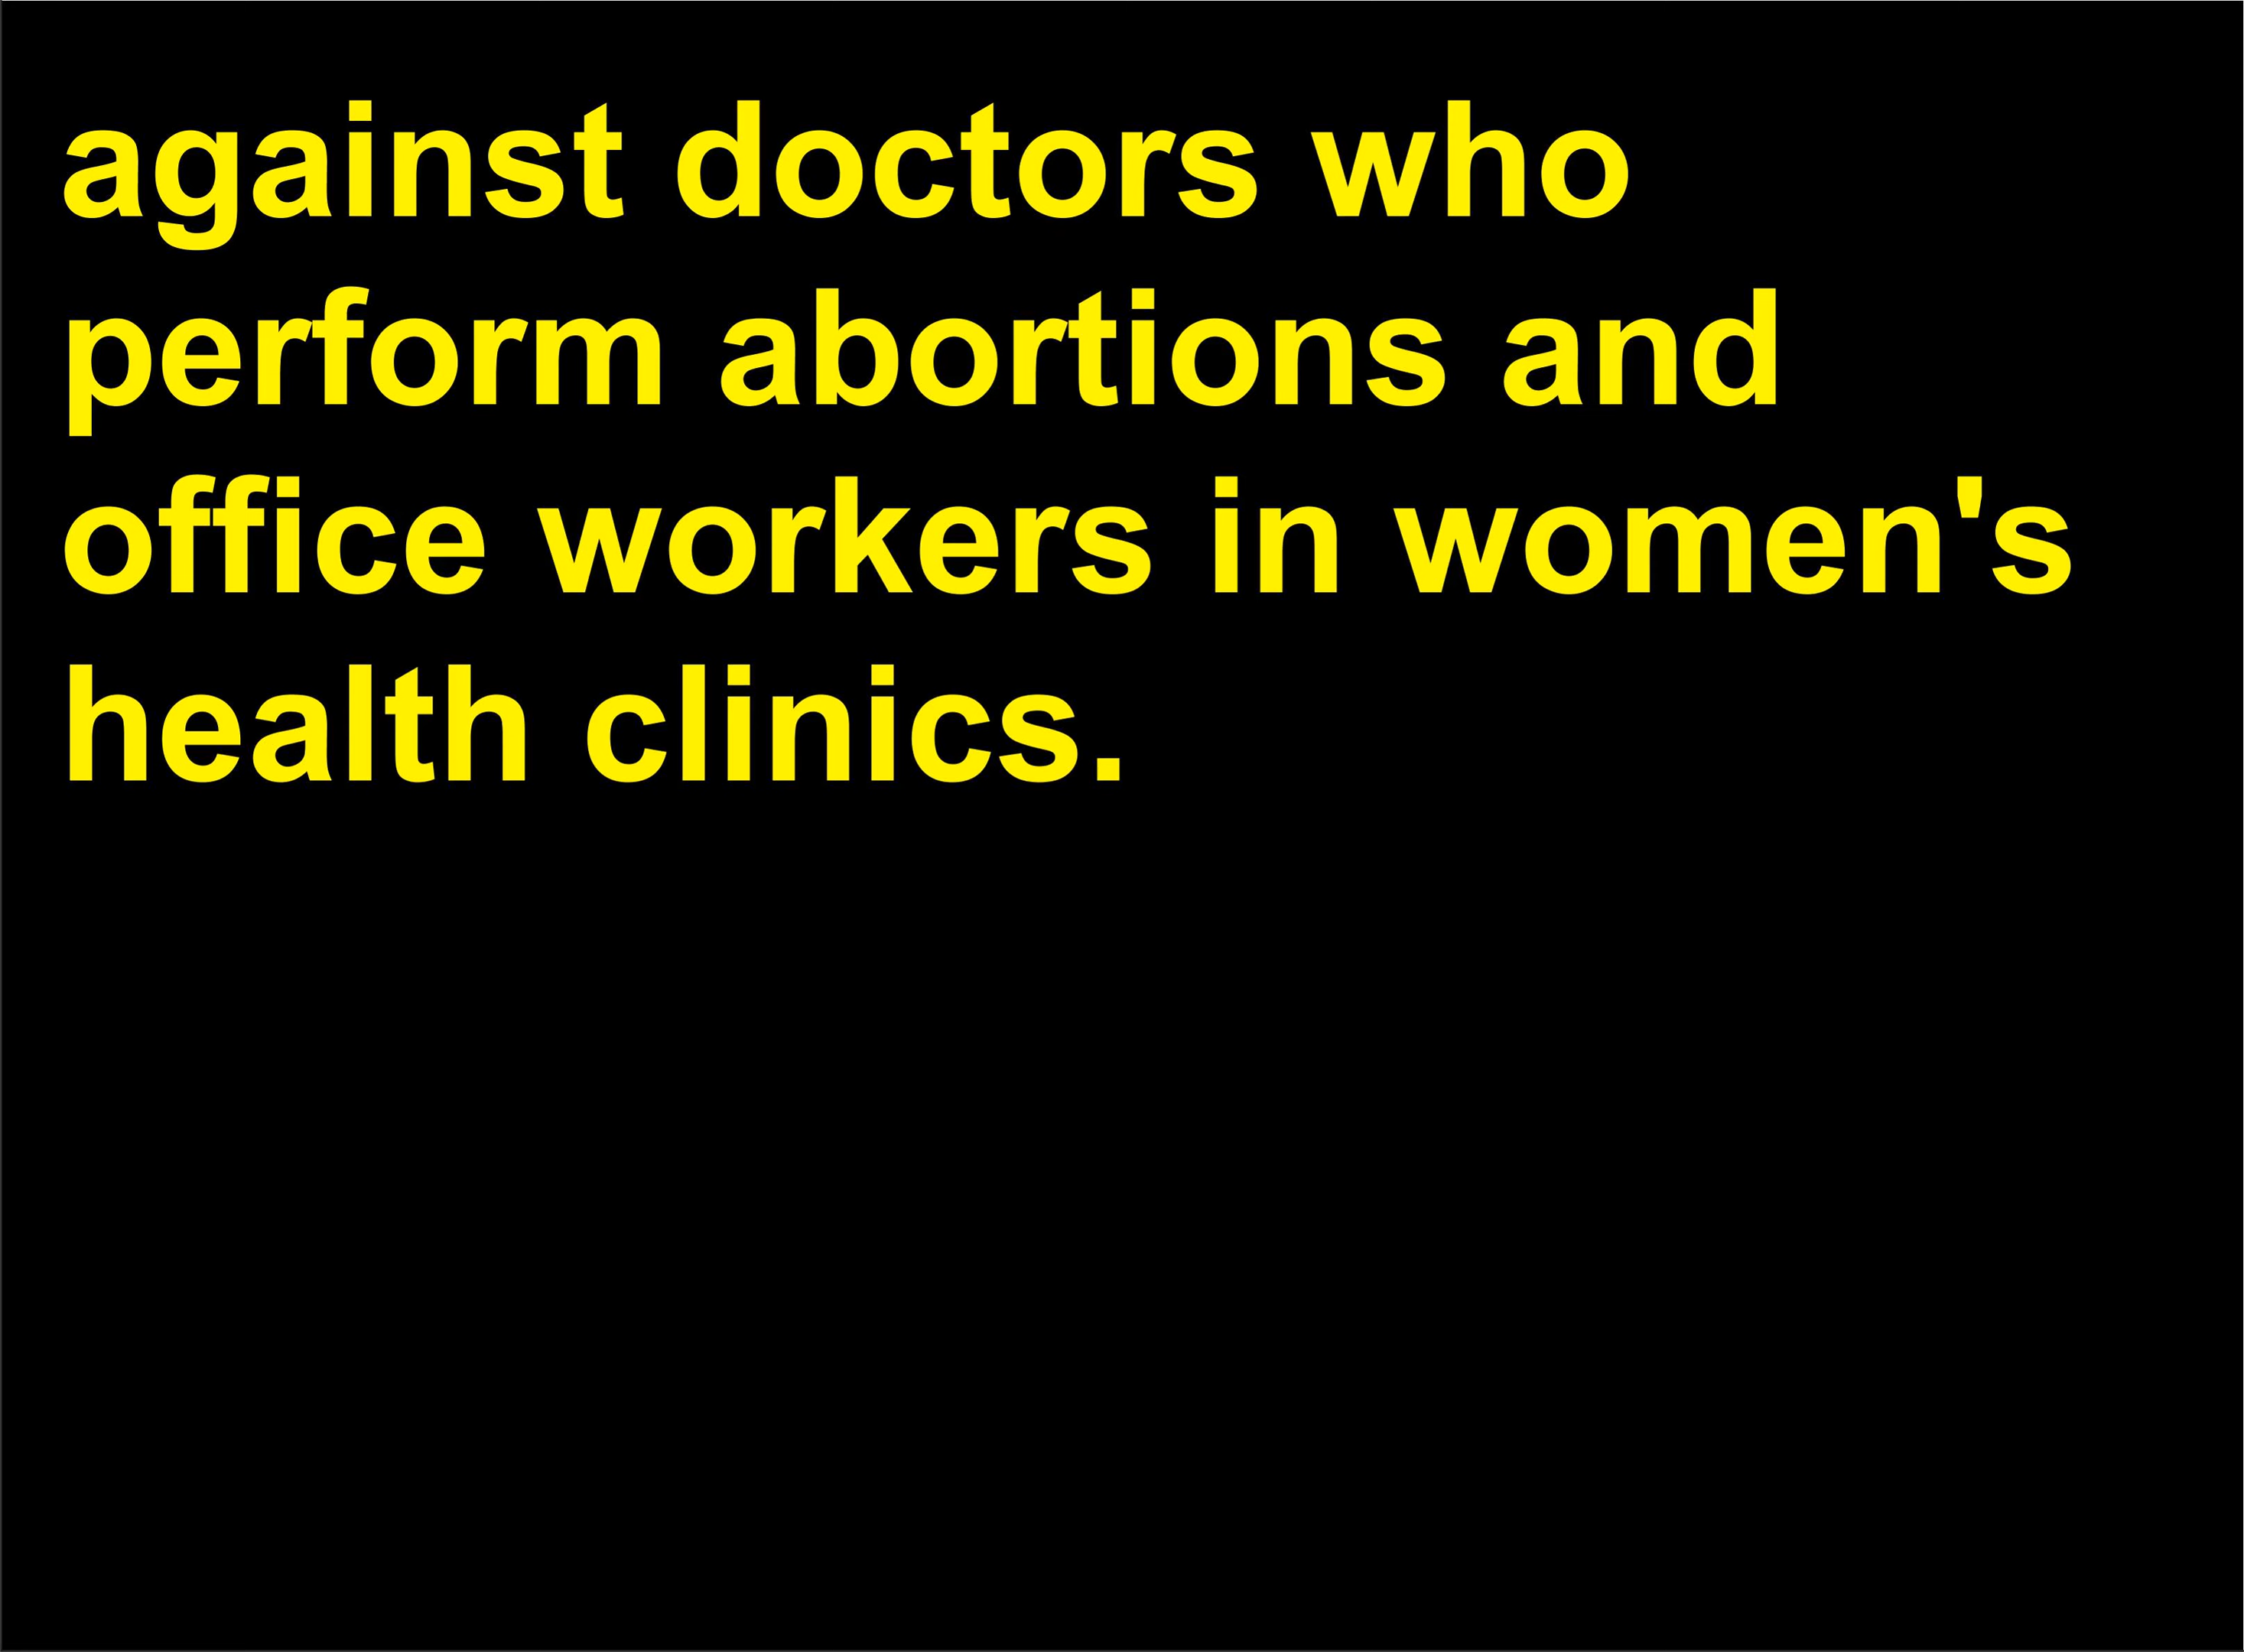 against doctors who
perform abortions and
office workers in women's
health clinics.